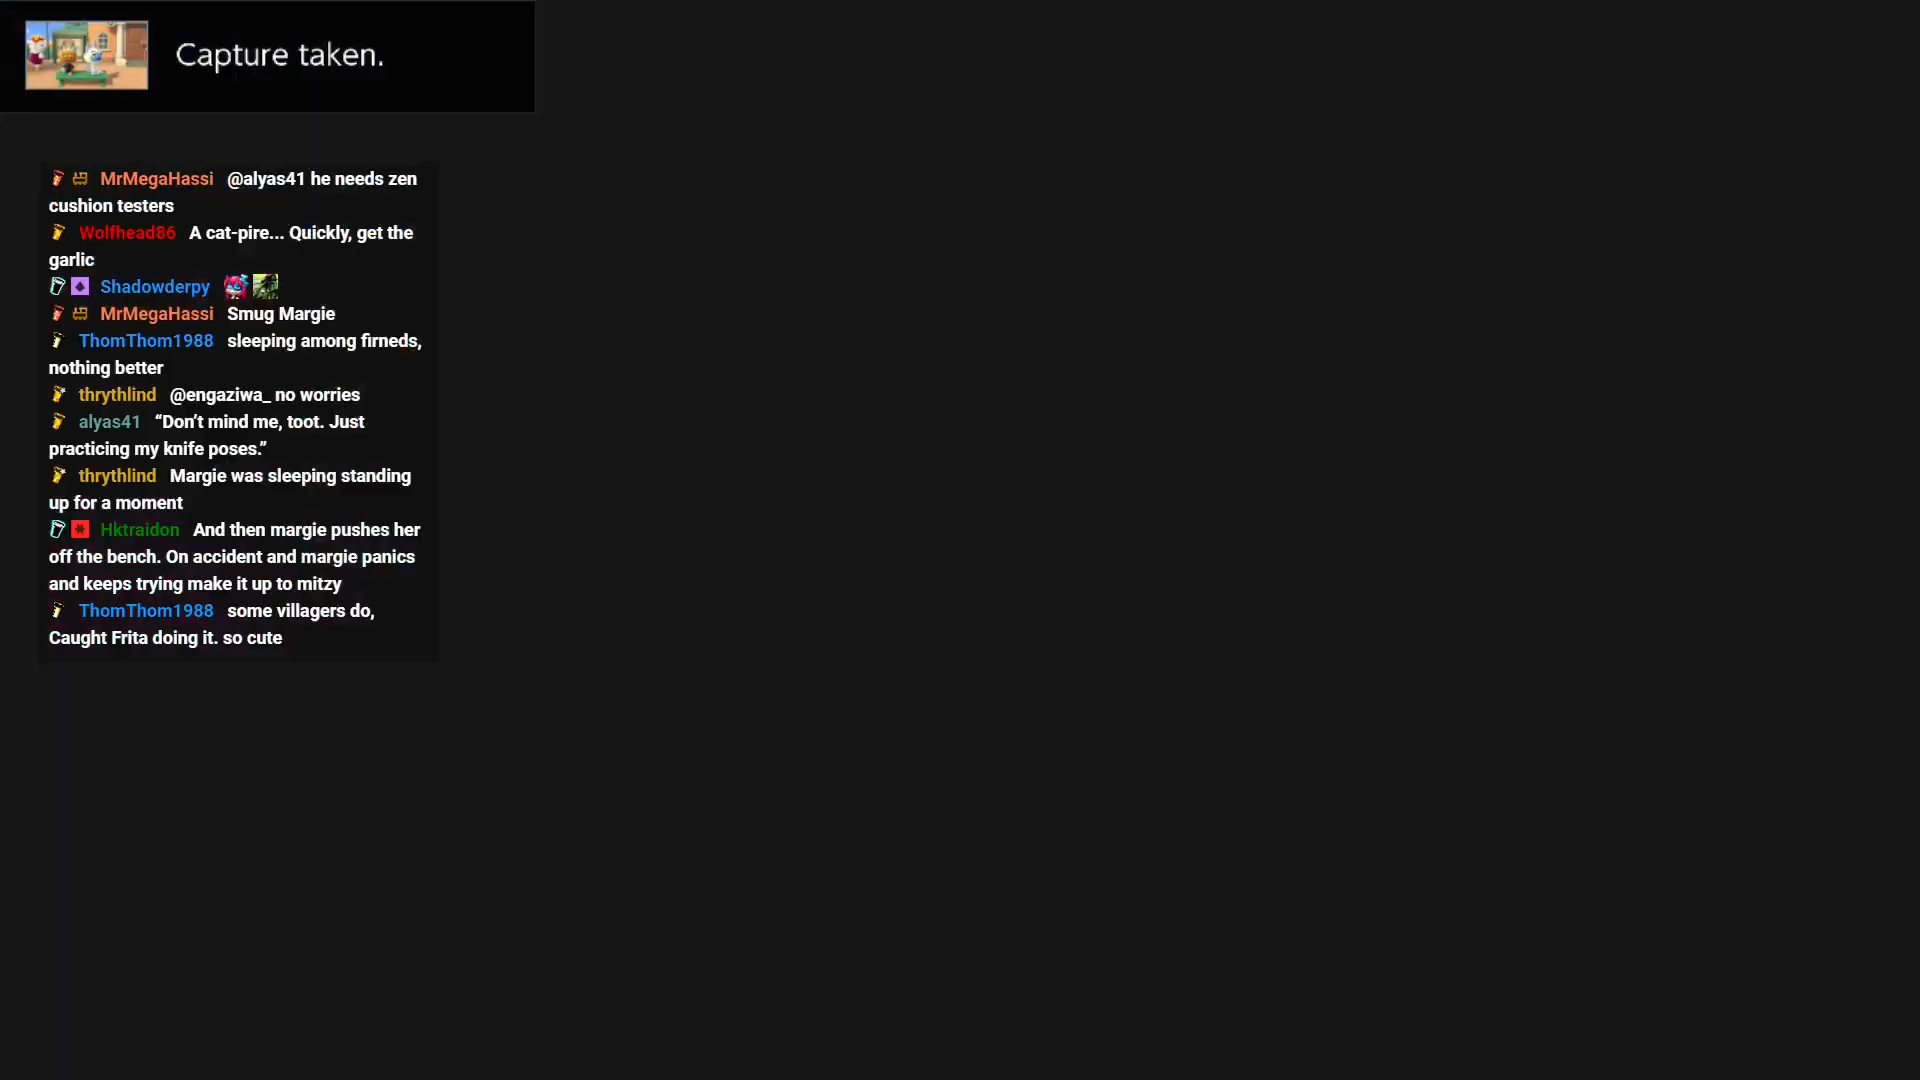 Capture taken.
MrMegaHassi @alyas41 he needs zen
cushion testers
Wolfhead86 A cat-pire... Quickly, get the
garlic
Shadowderpy
MrMegaHassi Smug Margie
ThomThom1988 sleeping among firneds,
nothing better
thrythlind @engaziwa_ no worries
alyas41 “Don’t mind me, toot. Just
practicing my knife poses.”
thrythlind Margie was sleeping standing
up for a moment
Hktraidon And then margie pushes her
off the bench. On accident and margie panics
and keeps trying make it up to mitzy
ThomThom1988 some villagers do,
Caught Frita doing it. so cute